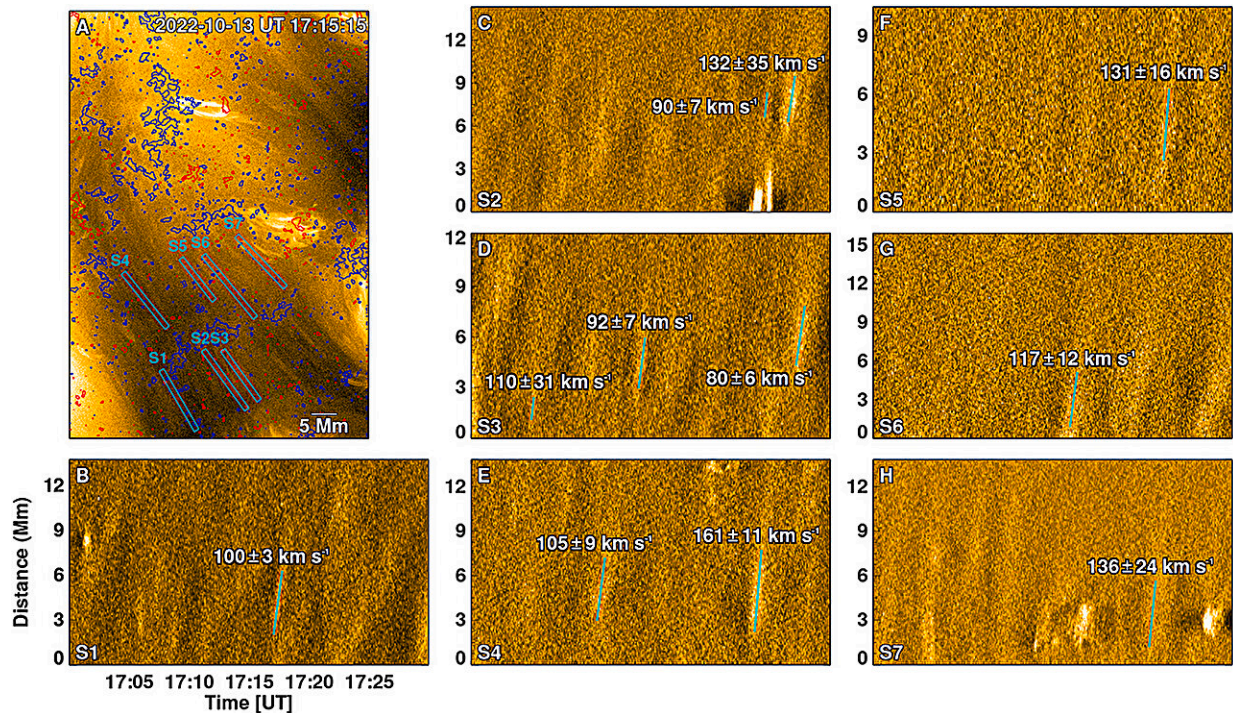 A
2022-10-13 UT 17:15:15
S7
S6
S5
S4
S2S3
S1
5 Mm
B
12
9
6
3
0
Distance (Mm)
100±3 km s⁻¹
S1
17:05 17:10 17:15 17:20 17:25
Time [UT]
C
12
9
6
3
0
132±35 km s⁻¹
90±7 km s⁻¹
S2
D
12
9
6
3
0
92±7 km s⁻¹
110±31 km s⁻¹
80±6 km s⁻¹
S3
E
12
9
6
3
0
105±9 km s⁻¹
161±11 km s⁻¹
S4
F
9
6
3
0
131±16 km s⁻¹
S5
G
15
12
9
6
3
0
117±12 km s⁻¹
S6
H
12
9
6
3
0
136±24 km s⁻¹
S7